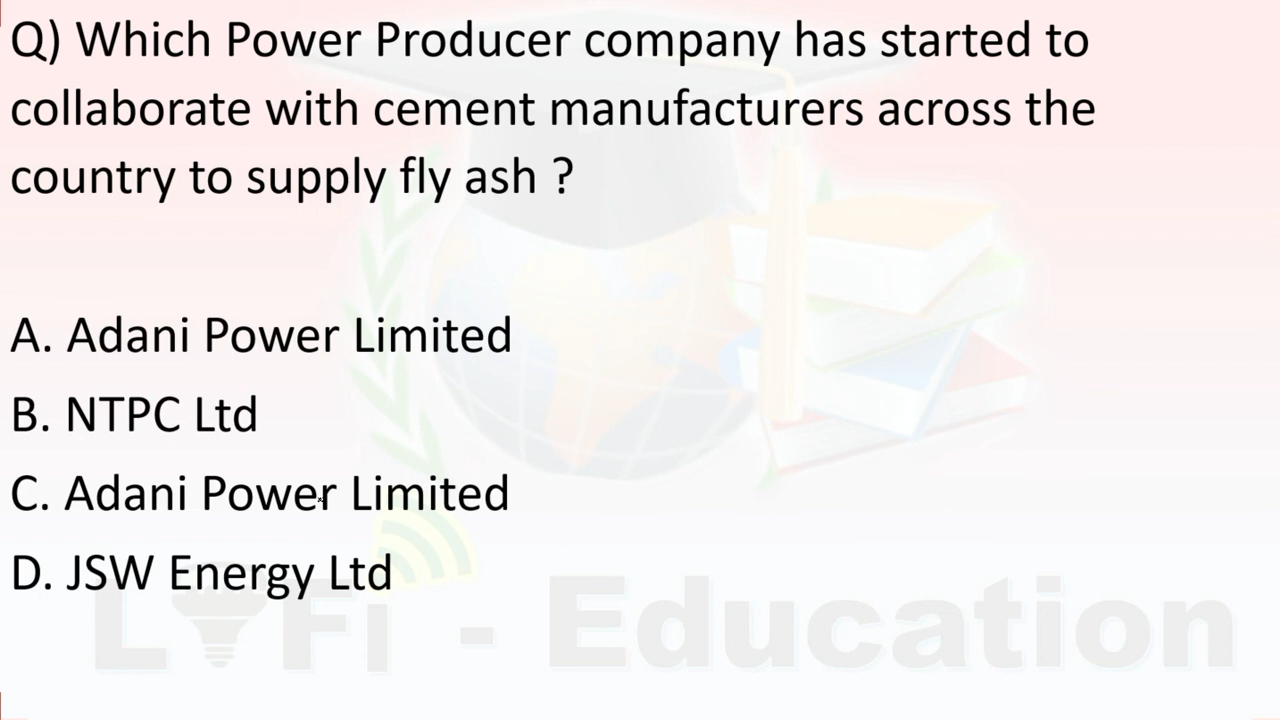 Q) Which Power Producer company has started to
collaborate with cement manufacturers across the
country to supply fly ash ?
A. Adani Power Limited
B. NTPC Ltd
C. Adani Power Limited
D. JSW Energy Ltd
LyFi - Education